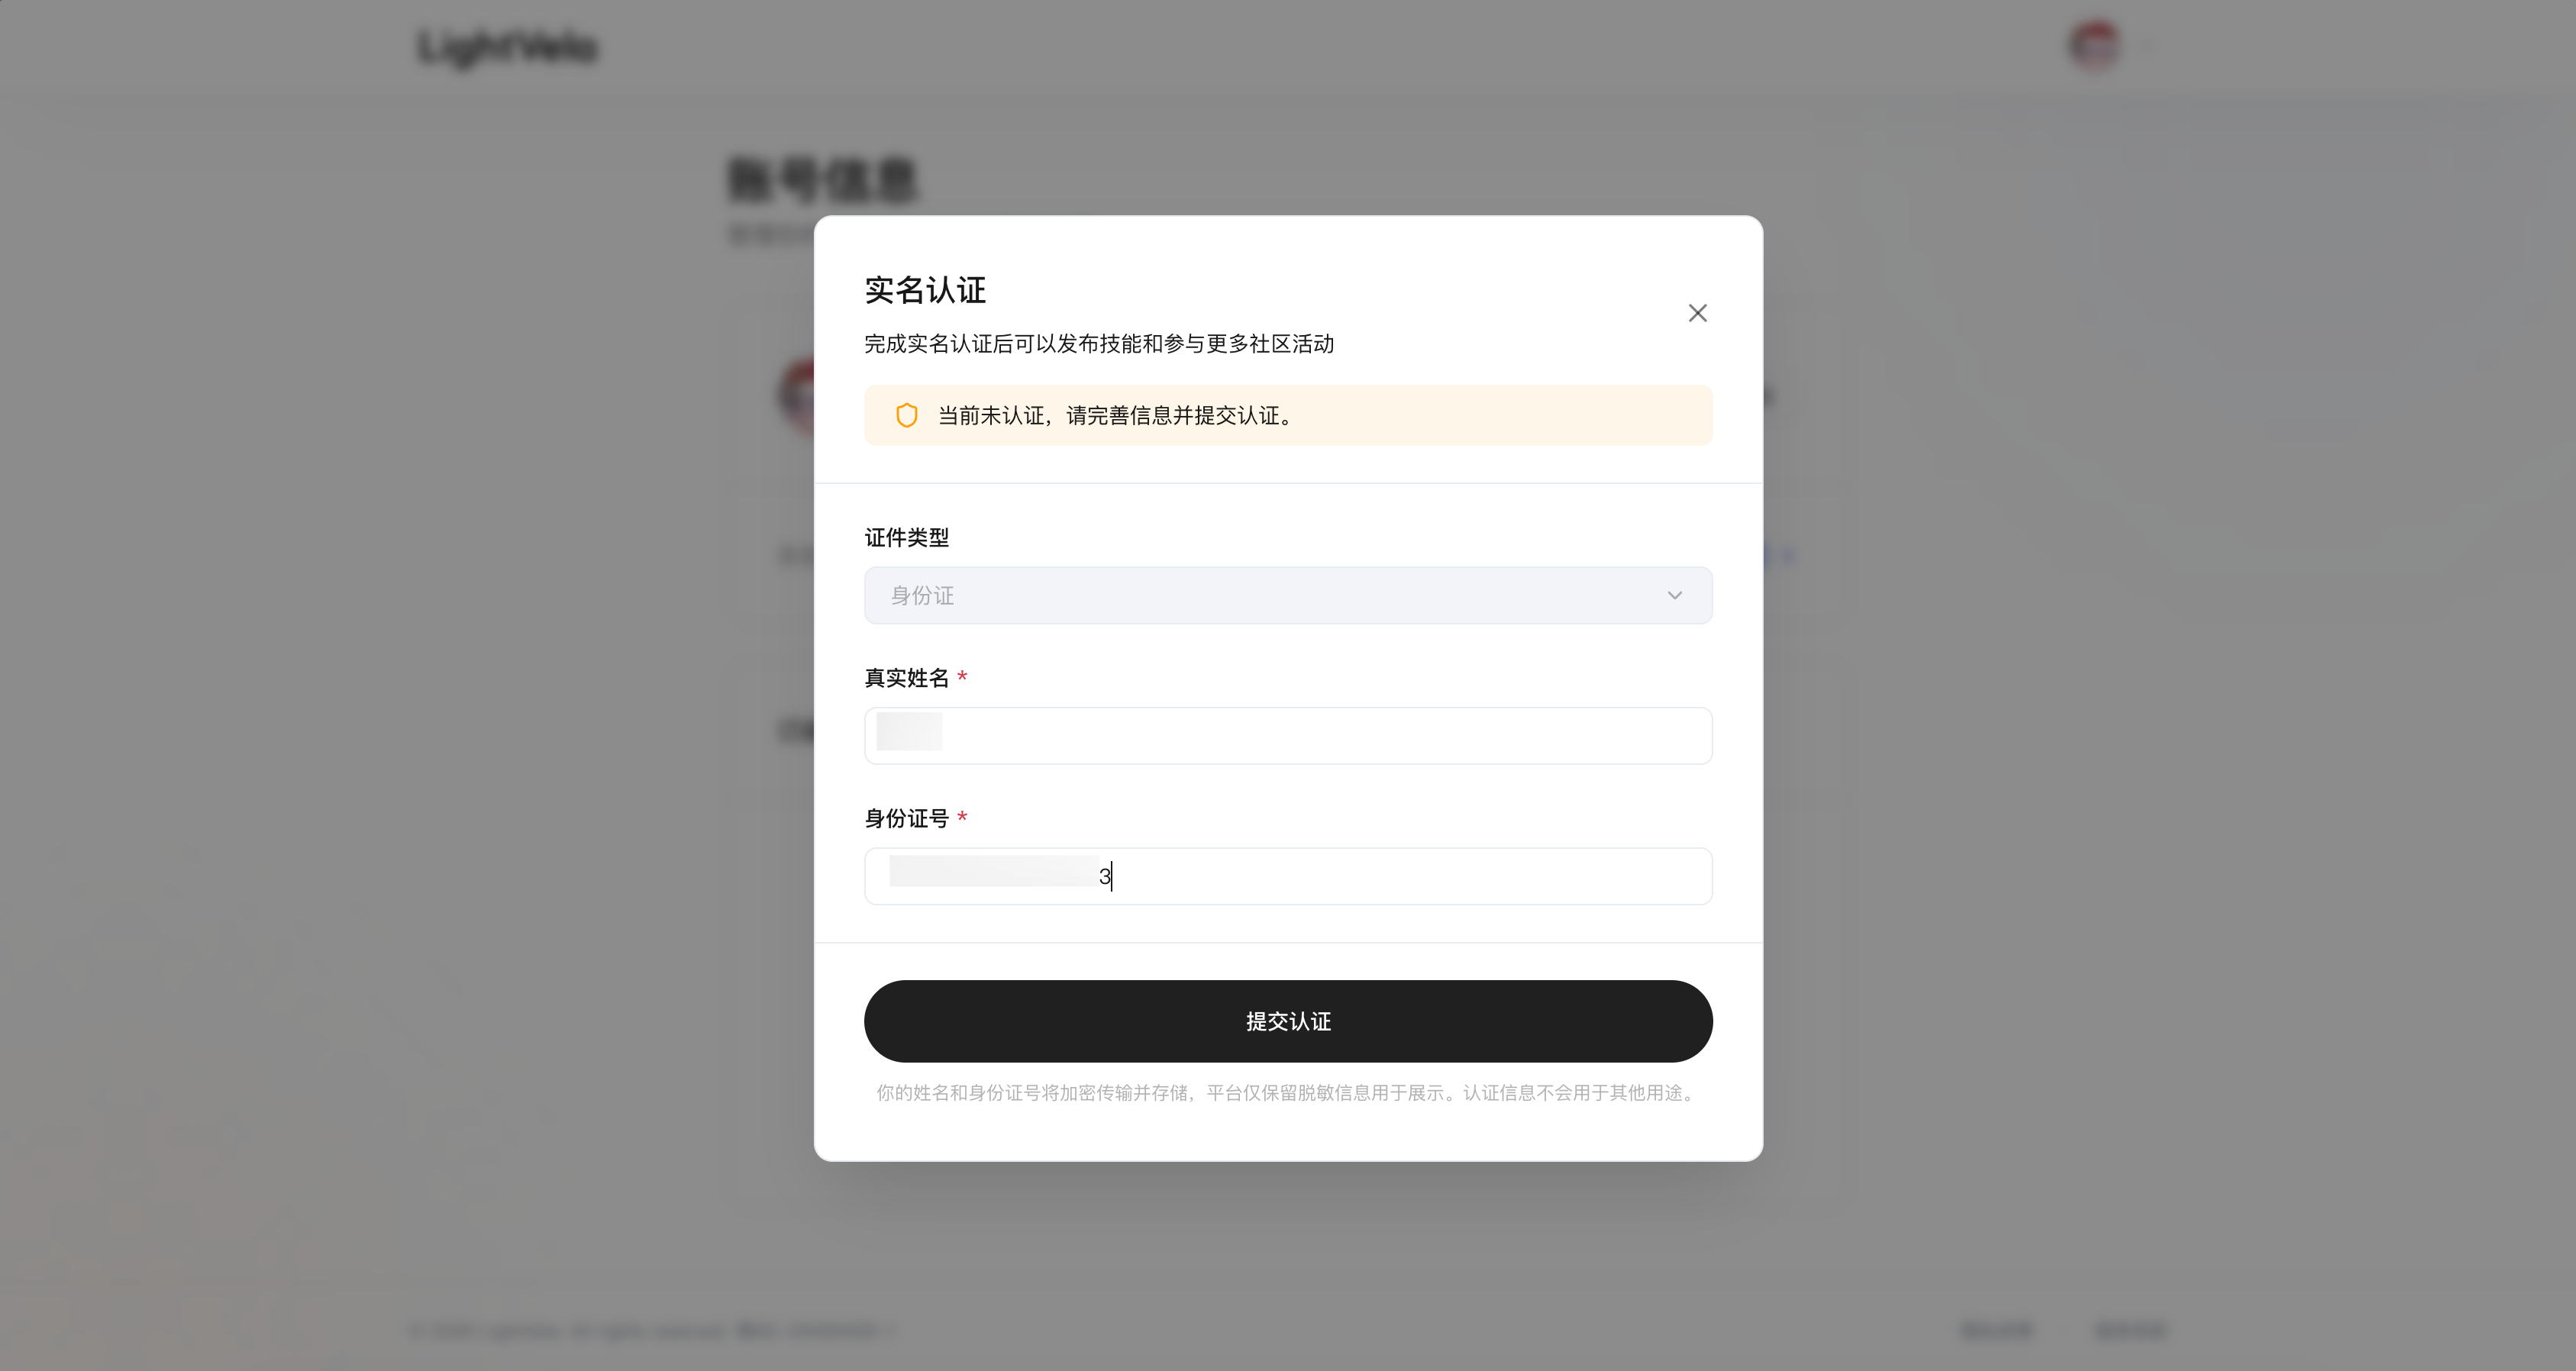 LightVelo
账号信息
实名认证
完成实名认证后可以发布技能和参与更多社区活动
当前未认证，请完善信息并提交认证。
证件类型
身份证
真实姓名 *
身份证号 *
3
提交认证
你的姓名和身份证号将加密传输并存储，平台仅保留脱敏信息用于展示。认证信息不会用于其他用途。